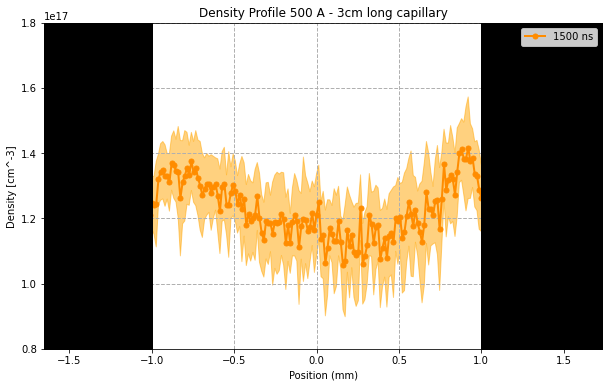 Density Profile 500 A - 3cm long capillary
1e17
1500 ns
1.8
1.6
1.4
1.2
1.0
0.8
Density [cm^-3]
−1.5 −1.0 −0.5 0.0 0.5 1.0 1.5
Position (mm)